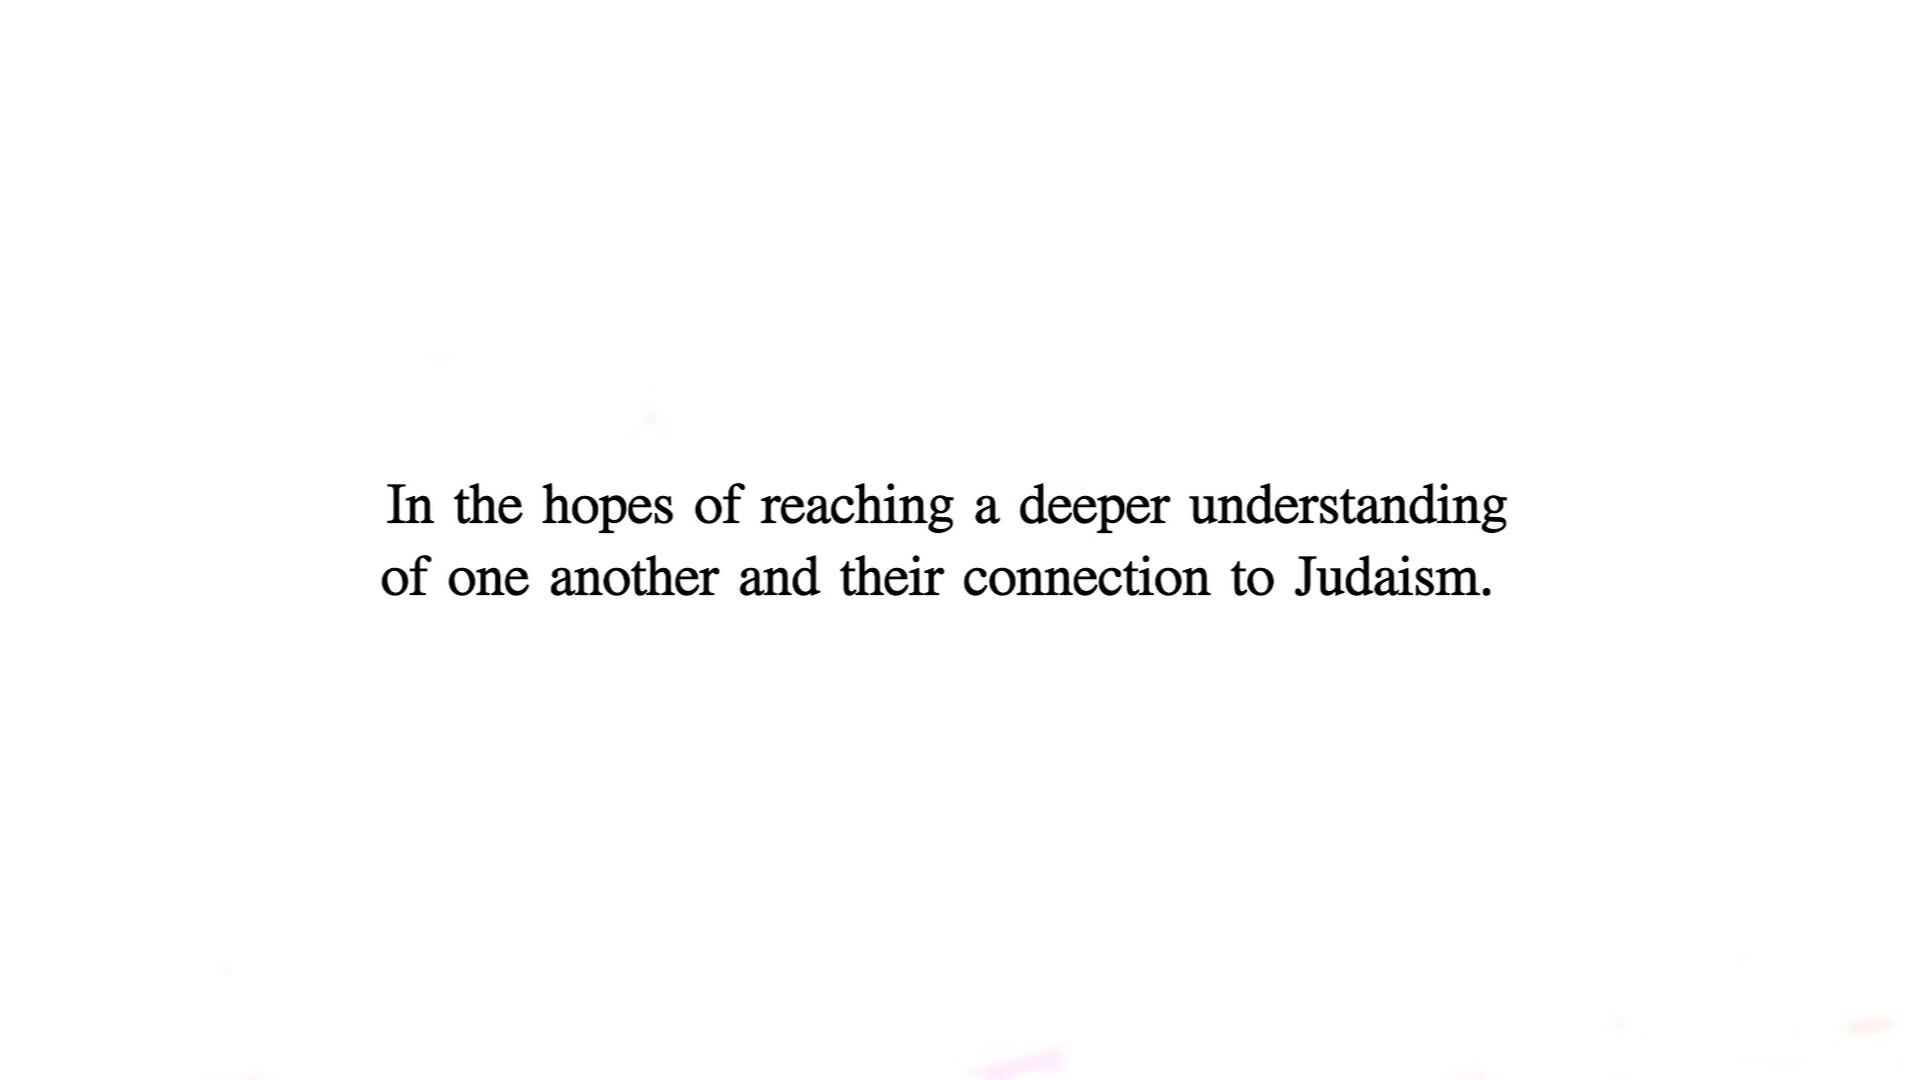 In the hopes of reaching a deeper understanding
of one another and their connection to Judaism.